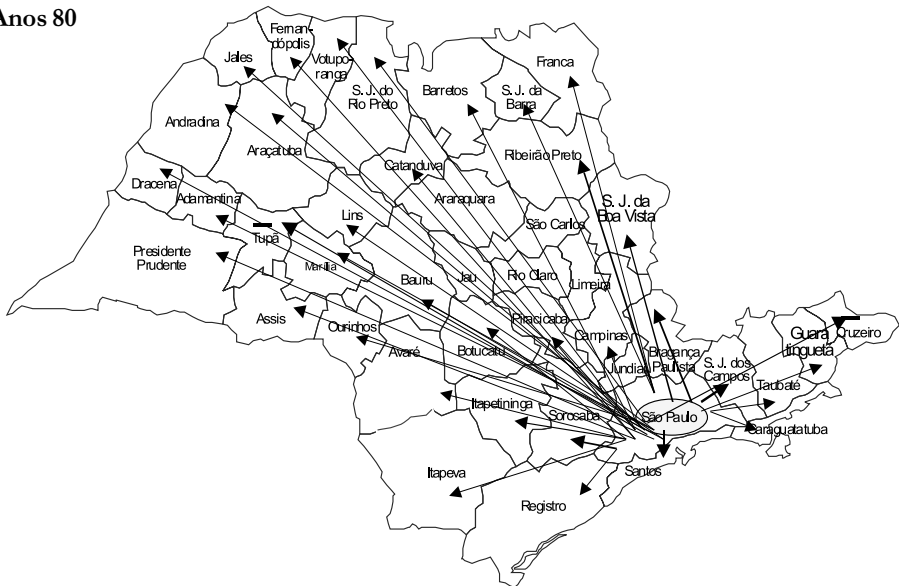 Anos 80
Fernan-
dópolis
Jales
Votupo-
ranga
S. J. do
Rio Preto
Barretos
S. J. da
Barra
Franca
Andradina
Araçatuba
Catanduva
Ribeirão Preto
Dracena
Adamantina
Araraquara
S. J. da
Boa Vista
Tupã
Lins
São Carlos
Presidente
Prudente
Marília
Bauru
Jau
Rio Claro
Limeira
Assis
Ourinhos
Avaré
Botucatu
Piracicaba
Campinas
Jundiaí
Bragança
Paulista
S. J. dos
Campos
Guara
tinguetá
Cruzeiro
Taubaté
Itapetininga
Sorocaba
São Paulo
Caraguatatuba
Itapeva
Santos
Registro